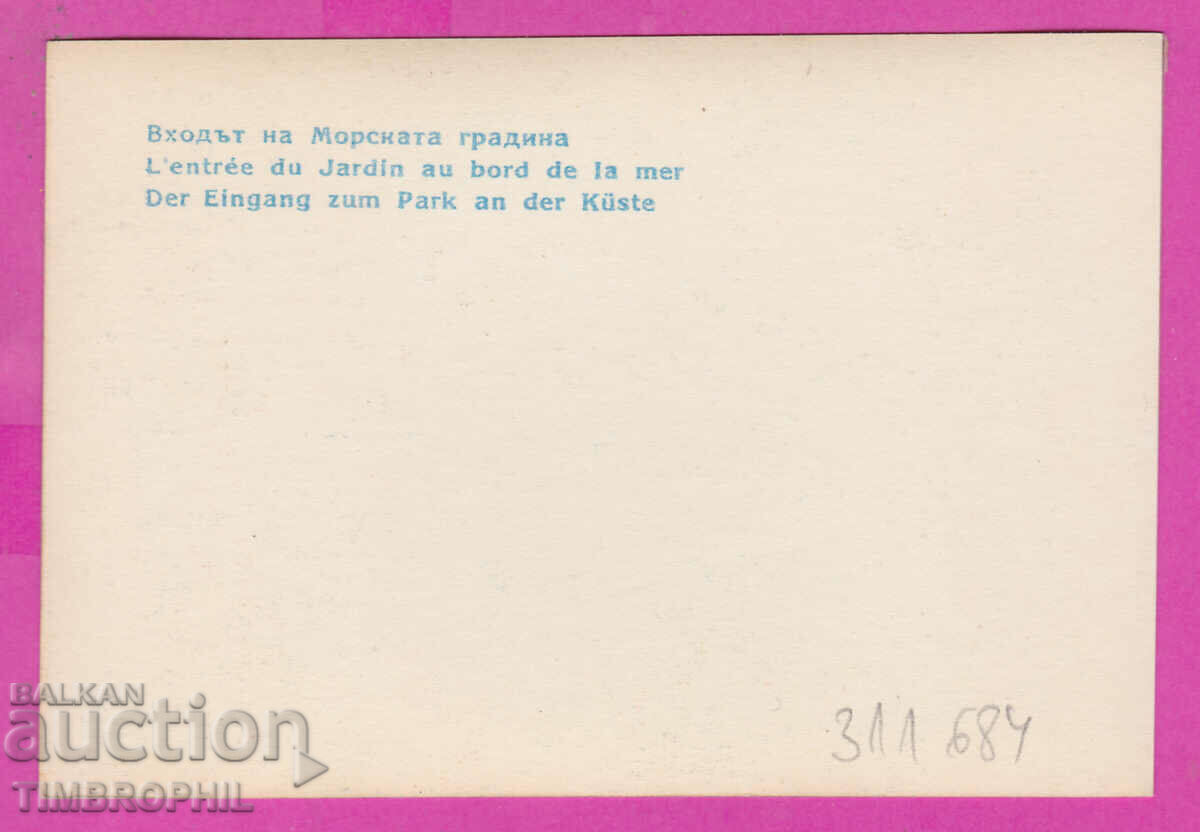 Входът на Морската градина
L'entrée du Jardin au bord de la mer
Der Eingang zum Park an der Küste
311 684
BALKAN
auction
TIMBROPHIL